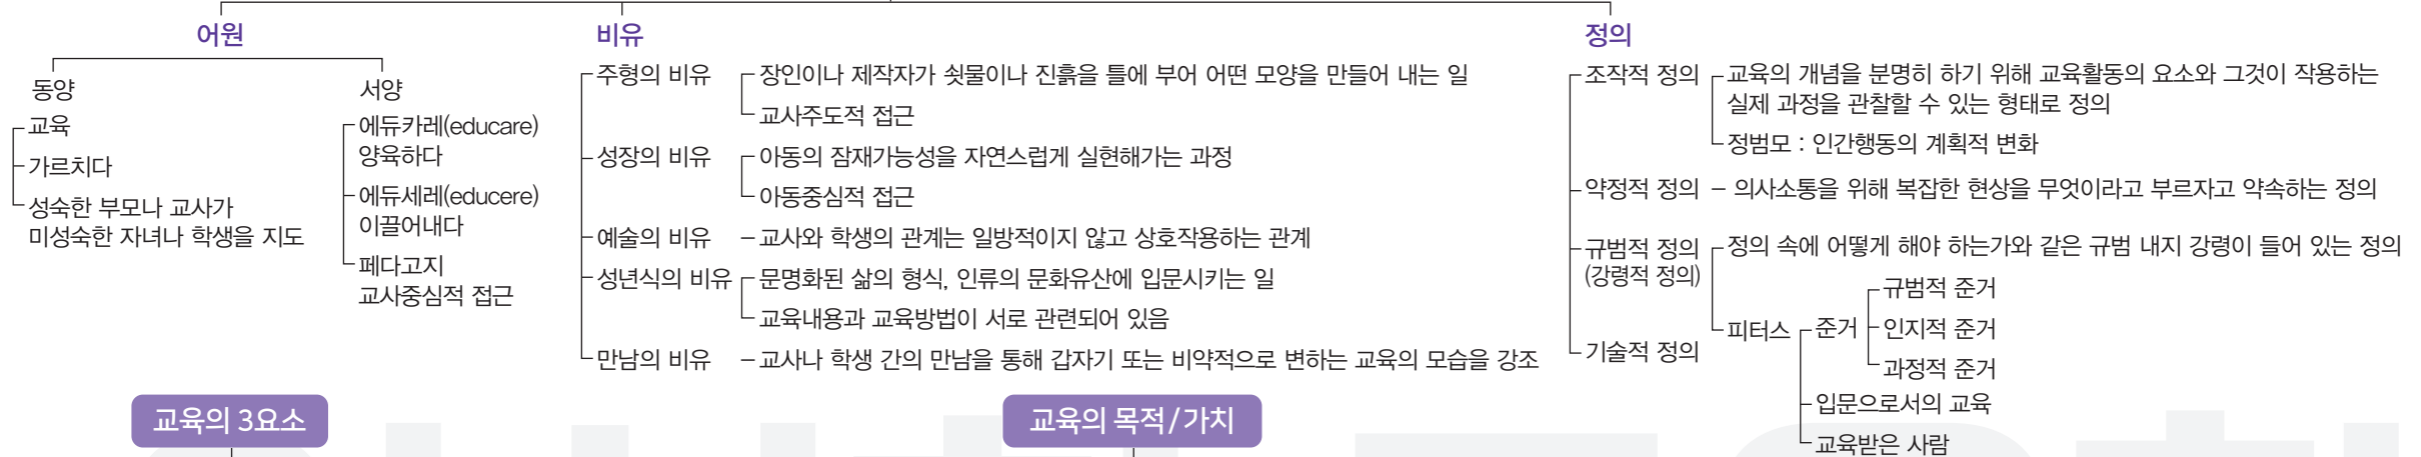 어원
동양
교육
가르치다
성숙한 부모나 교사가
미성숙한 자녀나 학생을 지도
서양
에듀카레(educare)
양육하다
에듀세레(educere)
이끌어내다
페다고지
교사중심적 접근
비유
주형의 비유
장인이나 제작자가 쇳물이나 진흙을 틀에 부어 어떤 모양을 만들어 내는 일
교사주도적 접근
성장의 비유
아동의 잠재가능성을 자연스럽게 실현해가는 과정
아동중심적 접근
예술의 비유
교사와 학생의 관계는 일방적이지 않고 상호작용하는 관계
성년식의 비유
문명화된 삶의 형식, 인류의 문화유산에 입문시키는 일
교육내용과 교육방법이 서로 관련되어 있음
만남의 비유
교사나 학생 간의 만남을 통해 갑자기 또는 비약적으로 변하는 교육의 모습을 강조
정의
조작적 정의
교육의 개념을 분명히 하기 위해 교육활동의 요소와 그것이 작용하는
실제 과정을 관찰할 수 있는 형태로 정의
정범모 : 인간행동의 계획적 변화
약정적 정의
의사소통을 위해 복잡한 현상을 무엇이라고 부르자고 약속하는 정의
규범적 정의
(강령적 정의)
정의 속에 어떻게 해야 하는가와 같은 규범 내지 강령이 들어 있는 정의
피터스
준거
규범적 준거
인지적 준거
과정적 준거
입문으로서의 교육
교육받은 사람
기술적 정의
교육의 3요소
교육의 목적/가치